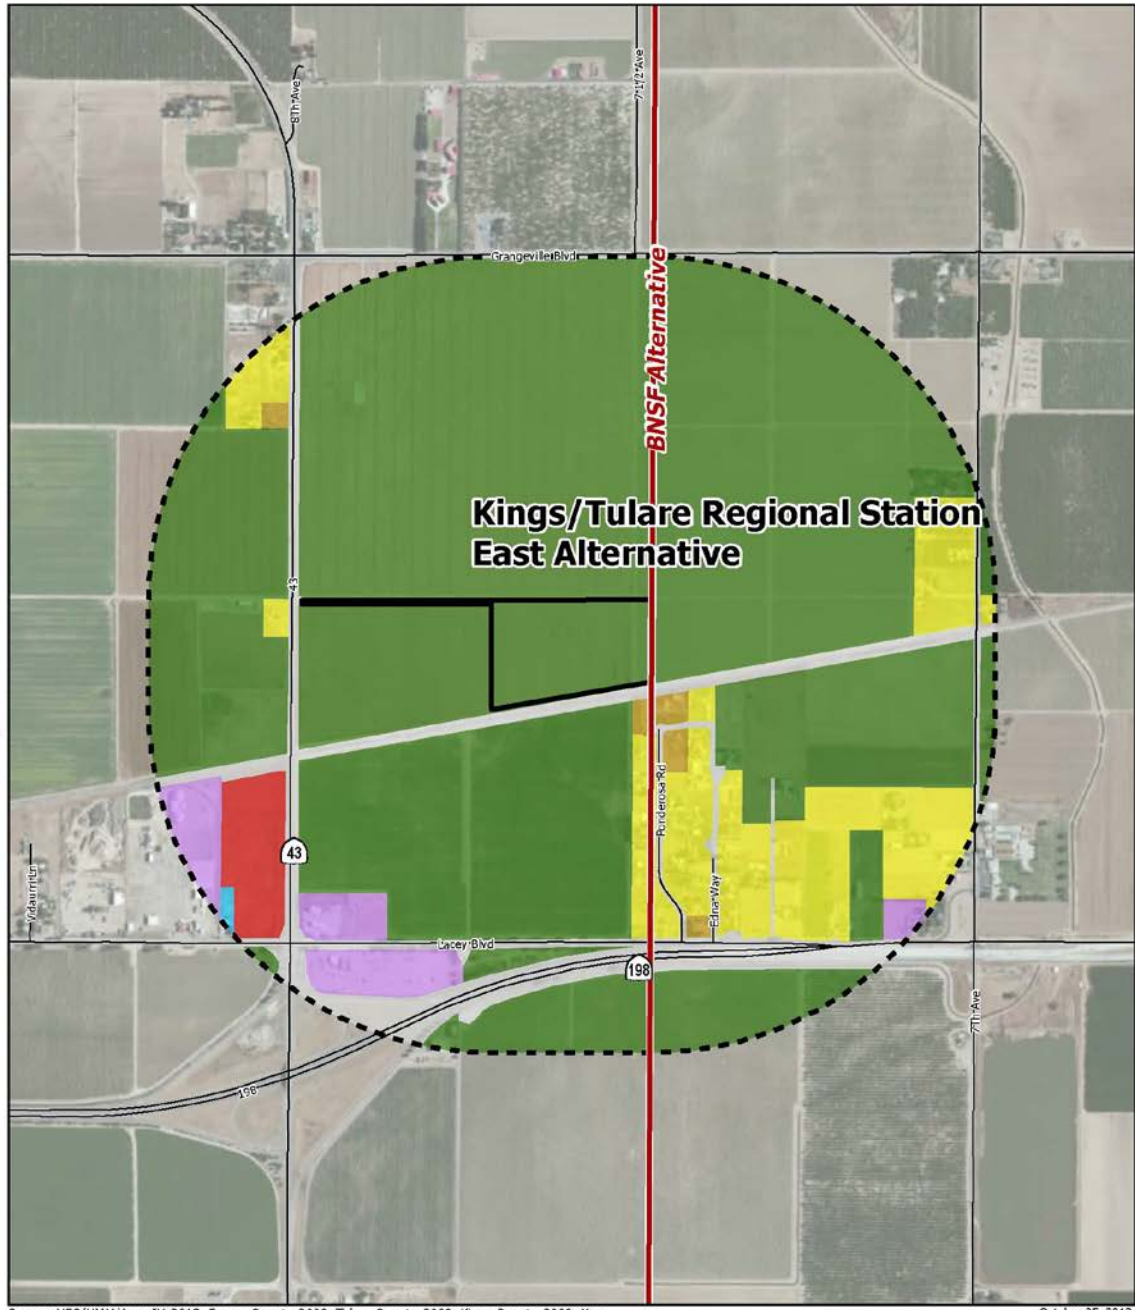 8Th Ave
7 1/2 Ave
Grangeville Blvd
BNSF Alternative
Kings/Tulare Regional Station
East Alternative
43
Ponderosa Rd
43
Vidaurri Ln
Edna Way
Lacey Blvd
198
7Th Ave
198